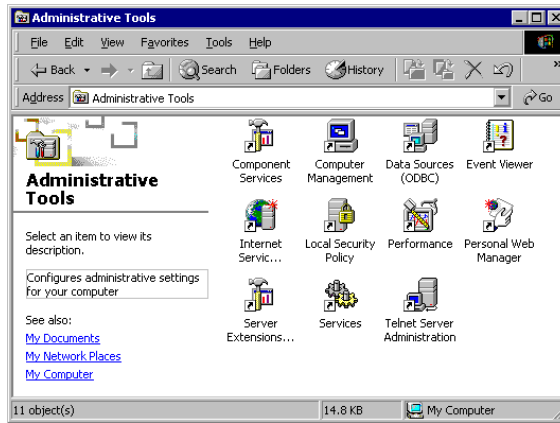 Administrative Tools
File Edit View Favorites Tools Help
Back Search Folders History »
Address Administrative Tools Go
Administrative
Tools
Select an item to view its
description.
Configures administrative settings
for your computer
See also:
My Documents
My Network Places
My Computer
Component
Services
Computer
Management
Data Sources
(ODBC)
Event Viewer
Internet
Servic...
Local Security
Policy
Performance
Personal Web
Manager
Server
Extensions...
Services
Telnet Server
Administration
11 object(s) 14.8 KB My Computer